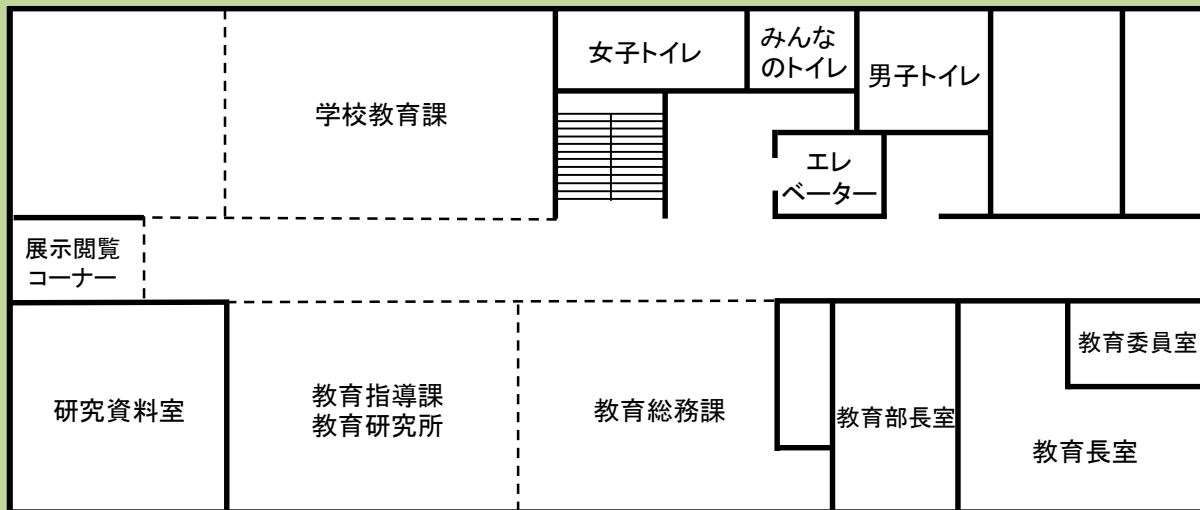 女子トイレ
みんな
のトイレ
男子トイレ
学校教育課
エレ
ベーター
展示閲覧
コーナー
教育委員室
研究資料室
教育指導課
教育研究所
教育総務課
教育部長室
教育長室